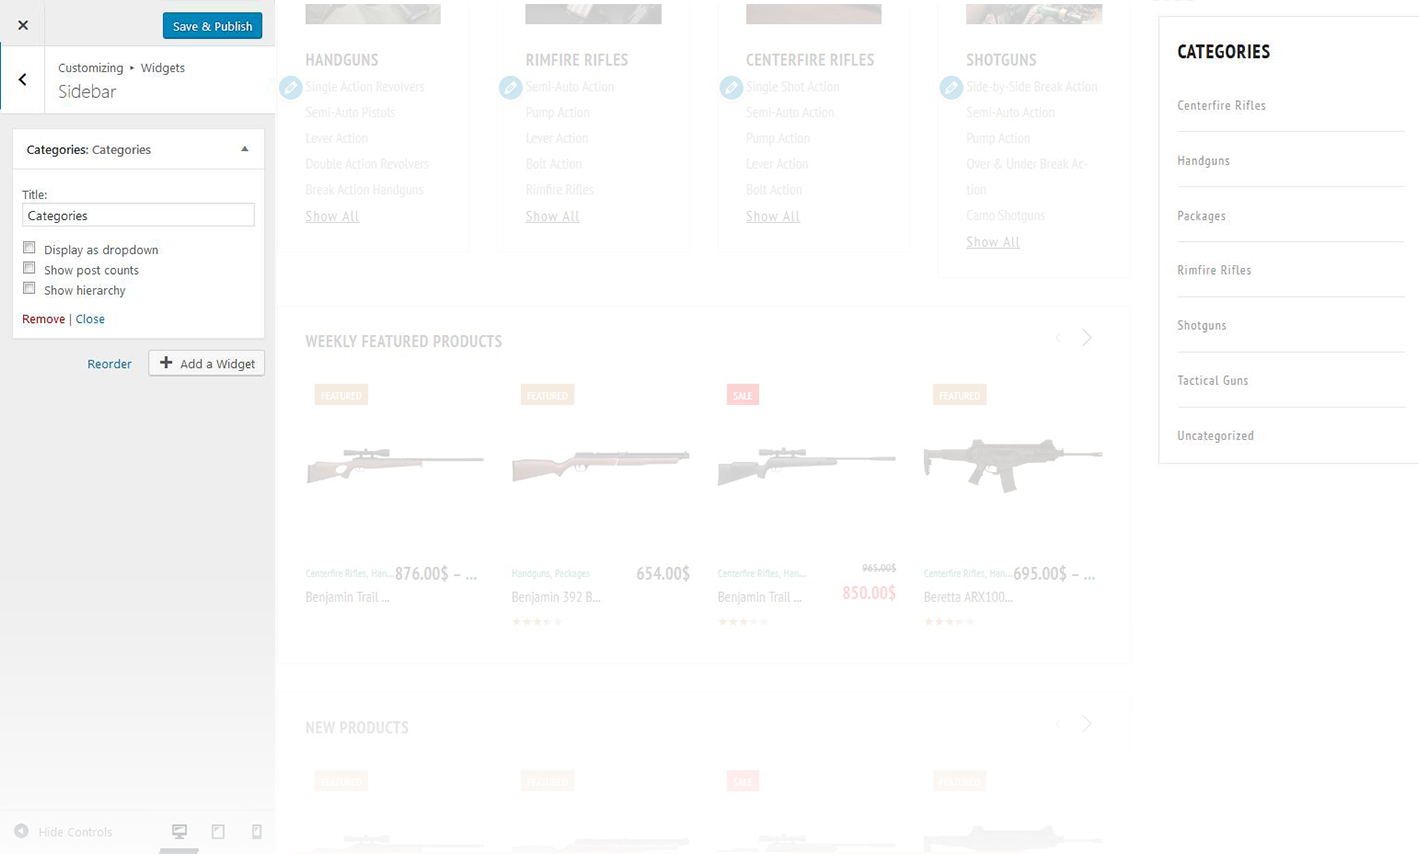 Save & Publish
Customizing ▸ Widgets
Sidebar
Categories: Categories
Title:
Categories
Display as dropdown
Show post counts
Show hierarchy
Remove | Close
Reorder
Add a Widget
Hide Controls
HANDGUNS
Single Action Revolvers
Semi-Auto Pistols
Lever Action
Double Action Revolvers
Break Action Handguns
Show All
RIMFIRE RIFLES
Semi-Auto Action
Pump Action
Lever Action
Bolt Action
Rimfire Rifles
Show All
CENTERFIRE RIFLES
Single Shot Action
Semi-Auto Action
Pump Action
Lever Action
Bolt Action
Show All
SHOTGUNS
Side-by-Side Break Action
Semi-Auto Action
Pump Action
Over & Under Break Ac-
tion
Camo Shotguns
Show All
WEEKLY FEATURED PRODUCTS
FEATURED
Centerfire Rifles, Han... 876.00$ – ...
Benjamin Trail ...
FEATURED
Handguns, Packages 654.00$
Benjamin 392 B...
SALE
Centerfire Rifles, Han... 965.00$
850.00$
Benjamin Trail ...
FEATURED
Centerfire Rifles, Han... 695.00$ – ...
Beretta ARX100...
NEW PRODUCTS
FEATURED
FEATURED
SALE
FEATURED
CATEGORIES
Centerfire Rifles
Handguns
Packages
Rimfire Rifles
Shotguns
Tactical Guns
Uncategorized